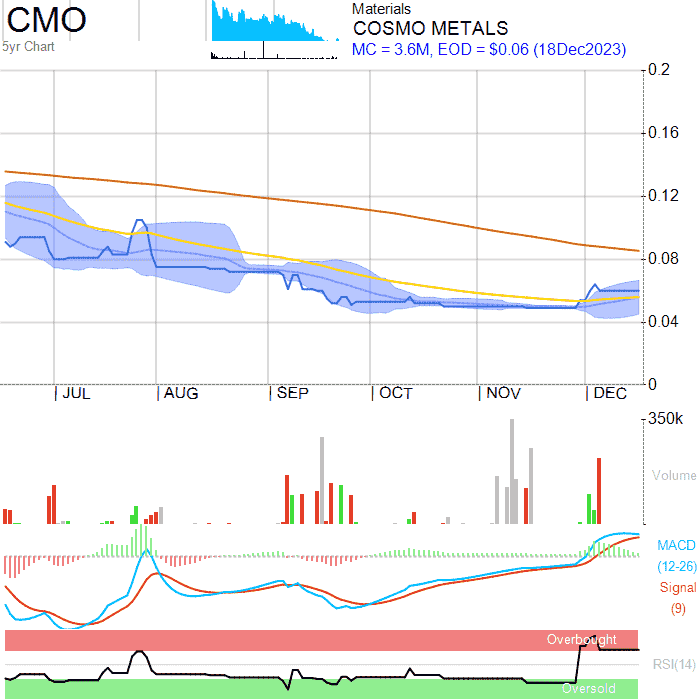 CMO
5yr Chart
Materials
COSMO METALS
MC = 3.6M, EOD = $0.06 (18Dec2023)
0.2
0.16
0.12
0.08
0.04
0
JUL AUG SEP OCT NOV DEC
350k
Volume
MACD
(12-26)
Signal
(9)
Overbought
RSI(14)
Oversold